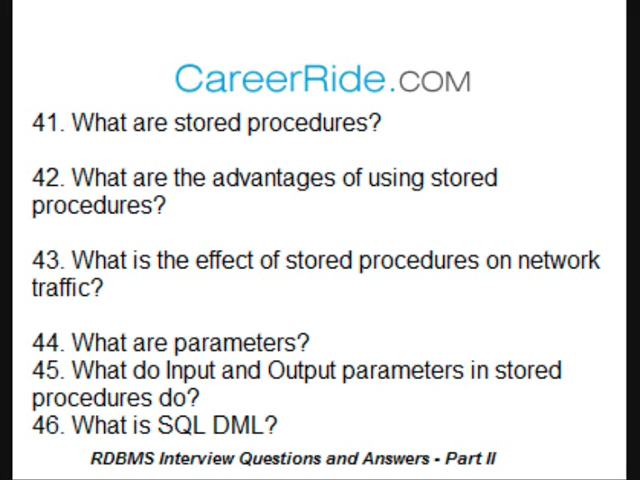 CareerRide.COM
41. What are stored procedures?
42. What are the advantages of using stored
procedures?
43. What is the effect of stored procedures on network
traffic?
44. What are parameters?
45. What do Input and Output parameters in stored
procedures do?
46. What is SQL DML?
RDBMS Interview Questions and Answers - Part II